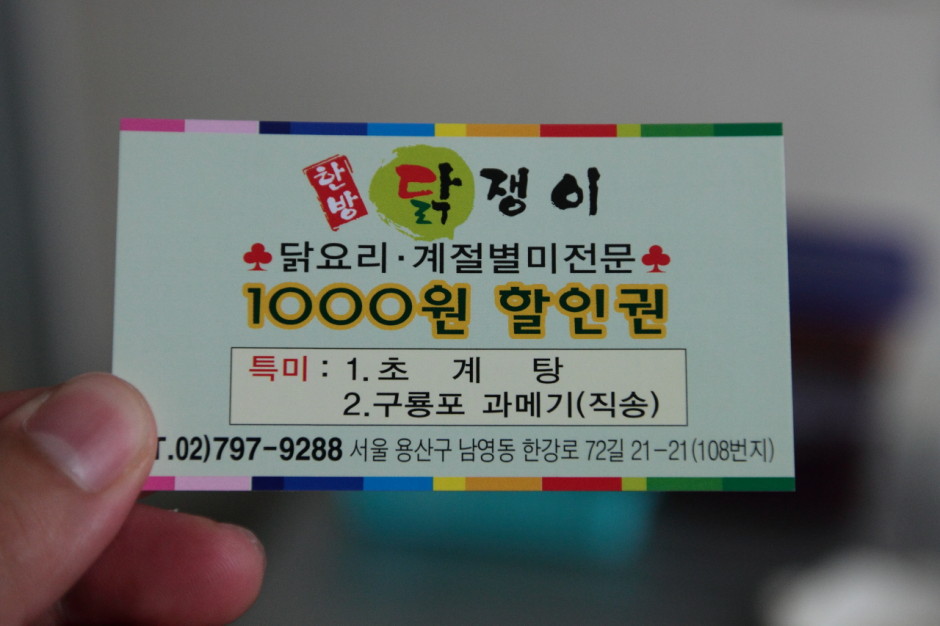 한방 닭쟁이
♣닭요리·계절별미전문♣
1000원 할인권
특미 : 1.초 계 탕
2.구룡포 과메기(직송)
T.02)797-9288 서울 용산구 남영동 한강로 72길 21-21(108번지)